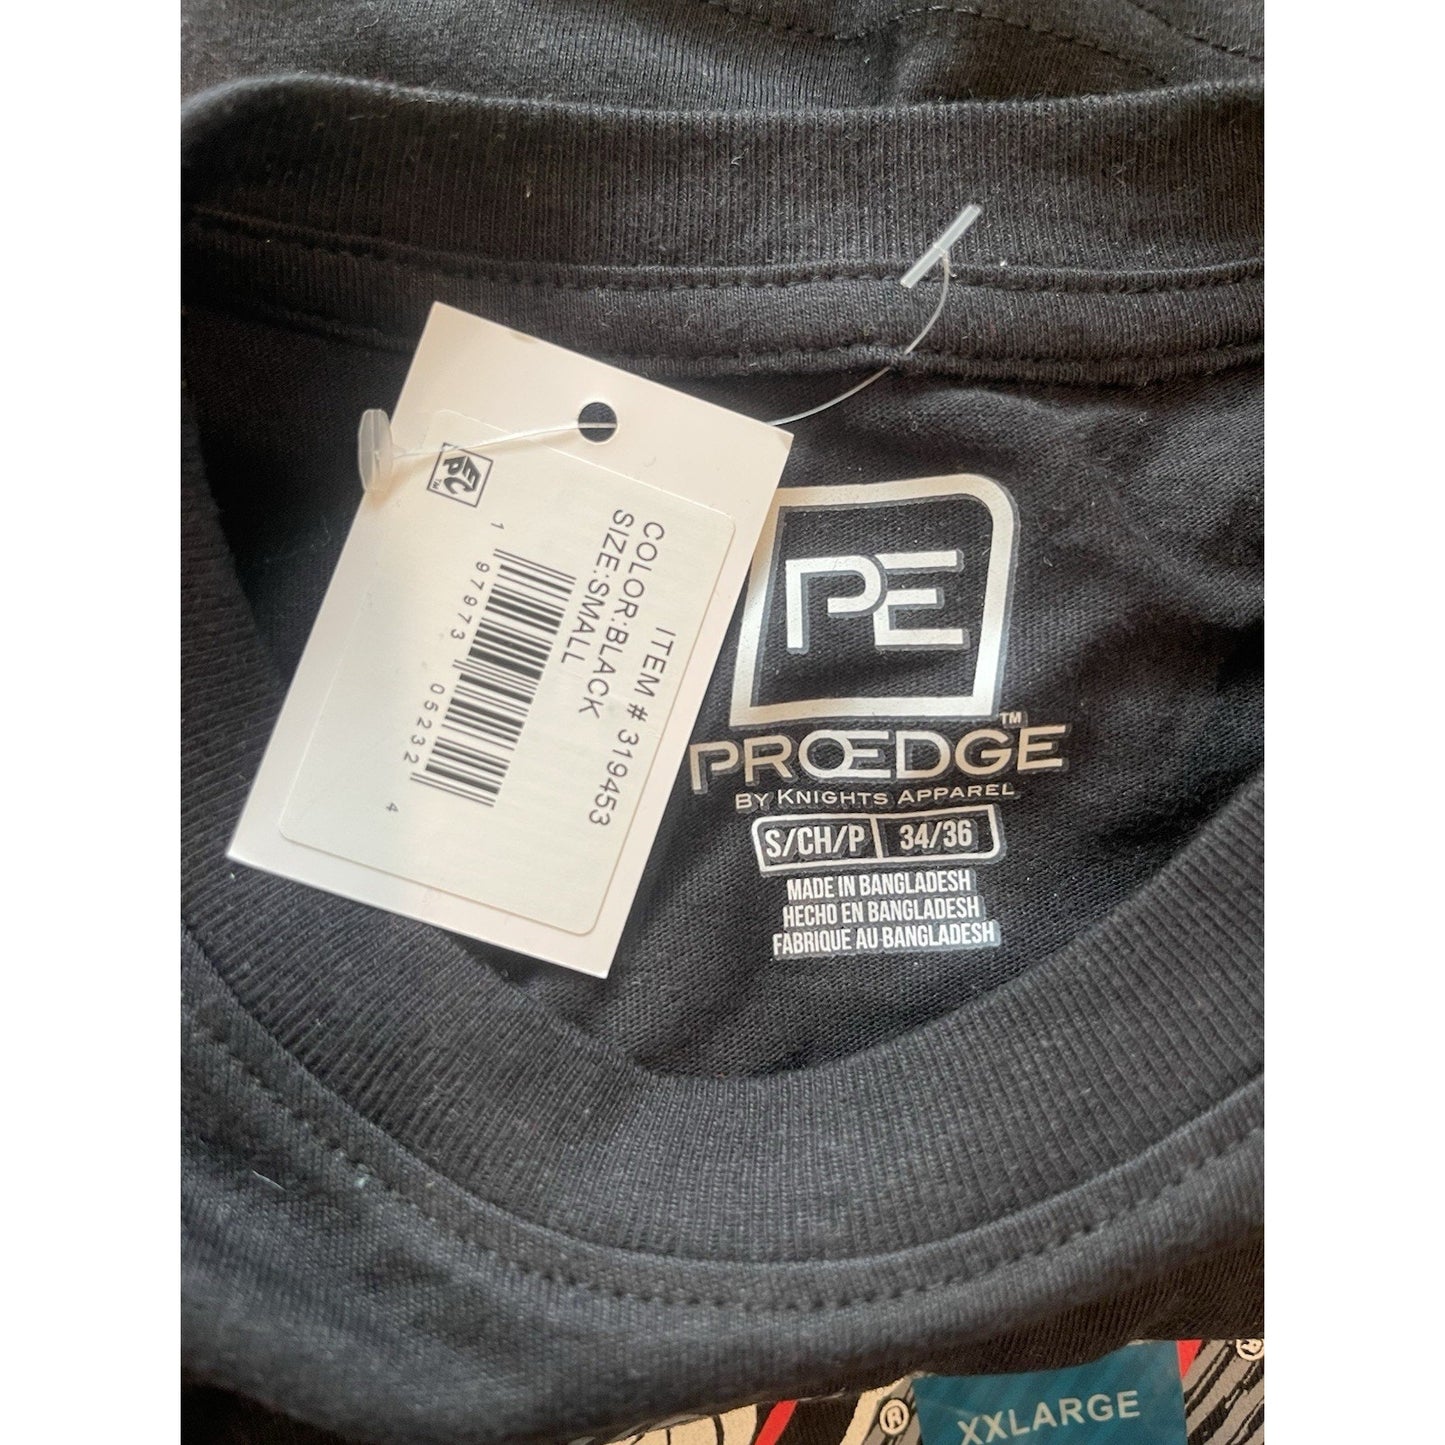 ITEM # 319453
COLOR:BLACK
SIZE:SMALL
1 97973 05232 4
PE
PROEDGE™
BY KNIGHTS APPAREL
S/CH/P 34/36
MADE IN BANGLADESH
HECHO EN BANGLADESH
FABRIQUE AU BANGLADESH
®
®
XXLARGE